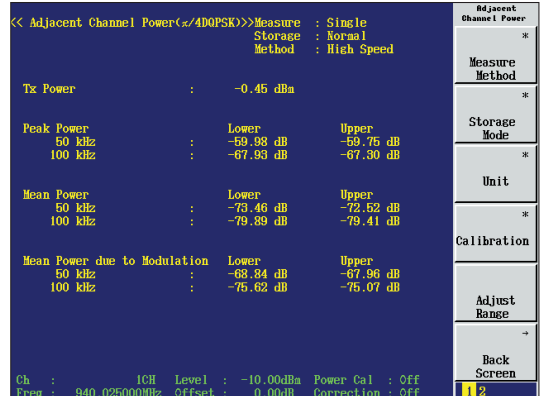 << Adjacent Channel Power(π/4DQPSK)>>Measure : Single
Storage : Normal
Method : High Speed
Tx Power : -0.45 dBm
Peak Power Lower Upper
50 kHz : -59.98 dB -59.75 dB
100 kHz : -67.93 dB -67.30 dB
Mean Power Lower Upper
50 kHz : -73.46 dB -72.52 dB
100 kHz : -79.89 dB -79.41 dB
Mean Power due to Modulation Lower Upper
50 kHz : -68.84 dB -67.96 dB
100 kHz : -75.62 dB -75.07 dB
Ch : 1CH Level : -10.00dBm Power Cal : Off
Freq : 940.025000MHz Offset : 0.00dB Correction : Off
Adjacent
Channel Power
*
Measure
Method
*
Storage
Mode
*
Unit
*
Calibration
Adjust
Range
→
Back
Screen
1 2